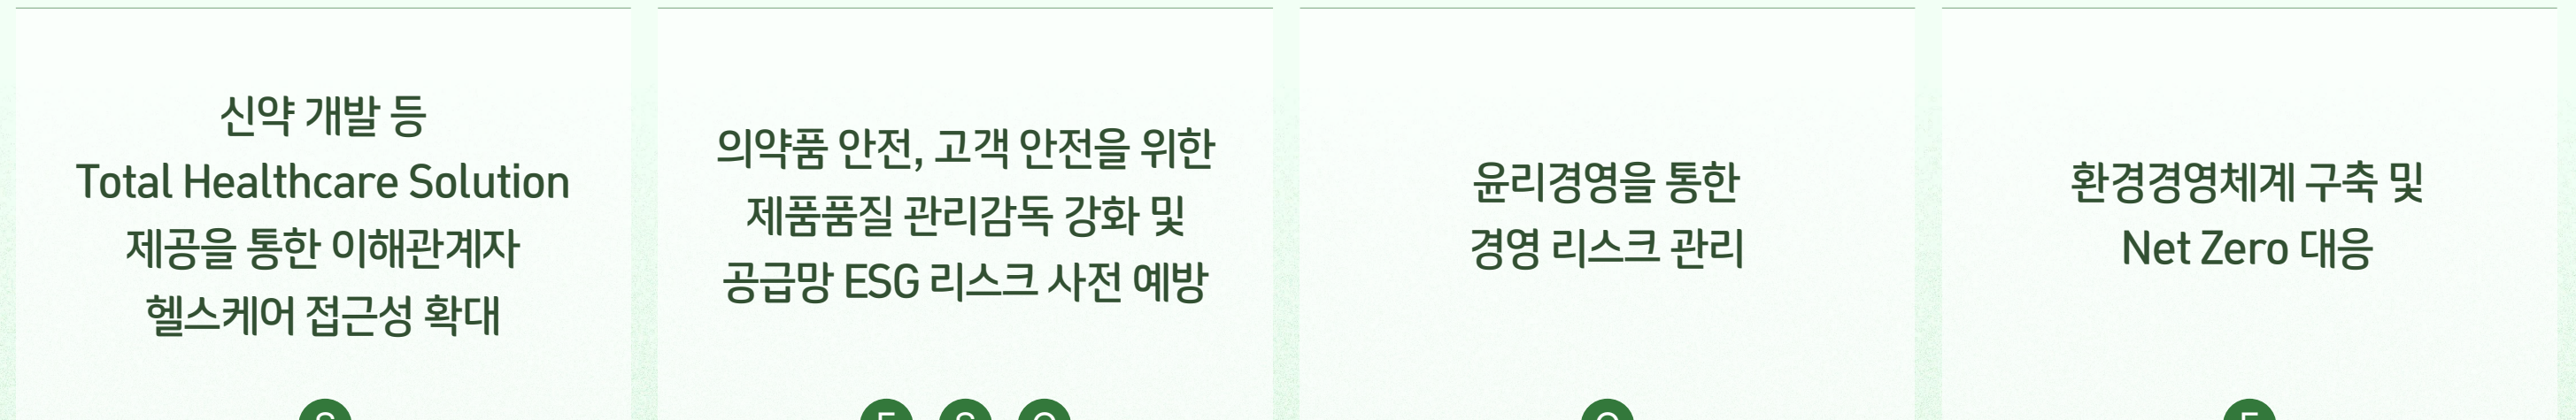 신약 개발 등
Total Healthcare Solution
제공을 통한 이해관계자
헬스케어 접근성 확대
의약품 안전, 고객 안전을 위한
제품품질 관리감독 강화 및
공급망 ESG 리스크 사전 예방
윤리경영을 통한
경영 리스크 관리
환경경영체계 구축 및
Net Zero 대응